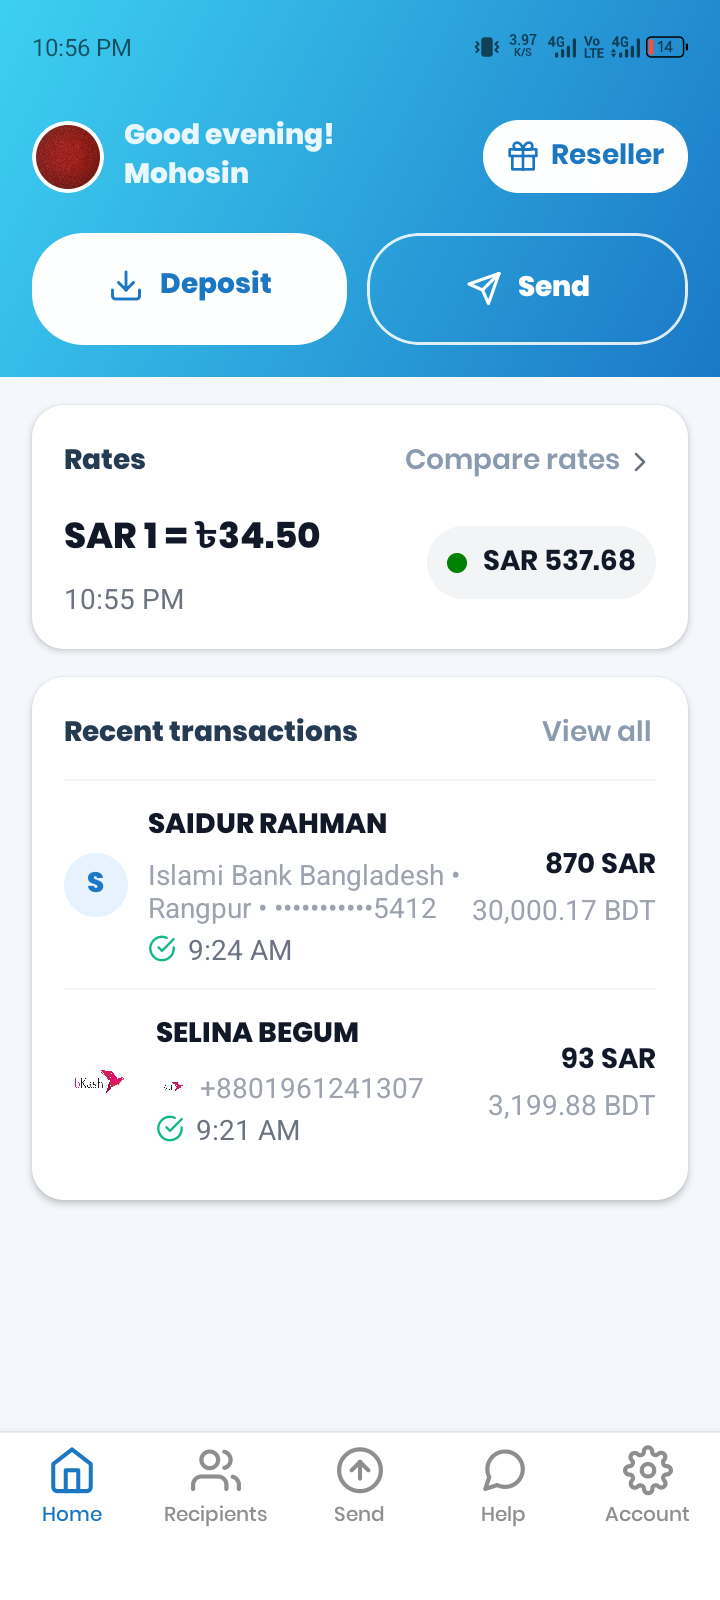 10:56 PM
3.97 K/S 4G Vo LTE 4G 14
Good evening!
Mohosin
Reseller
Deposit
Send
Rates
Compare rates
SAR 1 = ৳34.50
SAR 537.68
10:55 PM
Recent transactions
View all
SAIDUR RAHMAN
S
Islami Bank Bangladesh •
870 SAR
Rangpur • •••••••••••5412
30,000.17 BDT
9:24 AM
SELINA BEGUM
bKash
93 SAR
+8801961241307
3,199.88 BDT
9:21 AM
Home
Recipients
Send
Help
Account